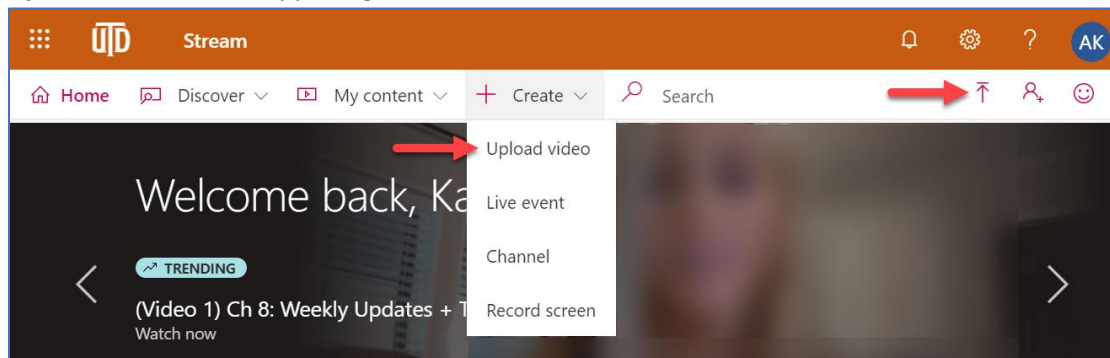 UTD Stream ? AK
Home Discover My content + Create Search
Upload video
Welcome back, Ka
Live event
Channel
TRENDING
(Video 1) Ch 8: Weekly Updates + T
Record screen
Watch now